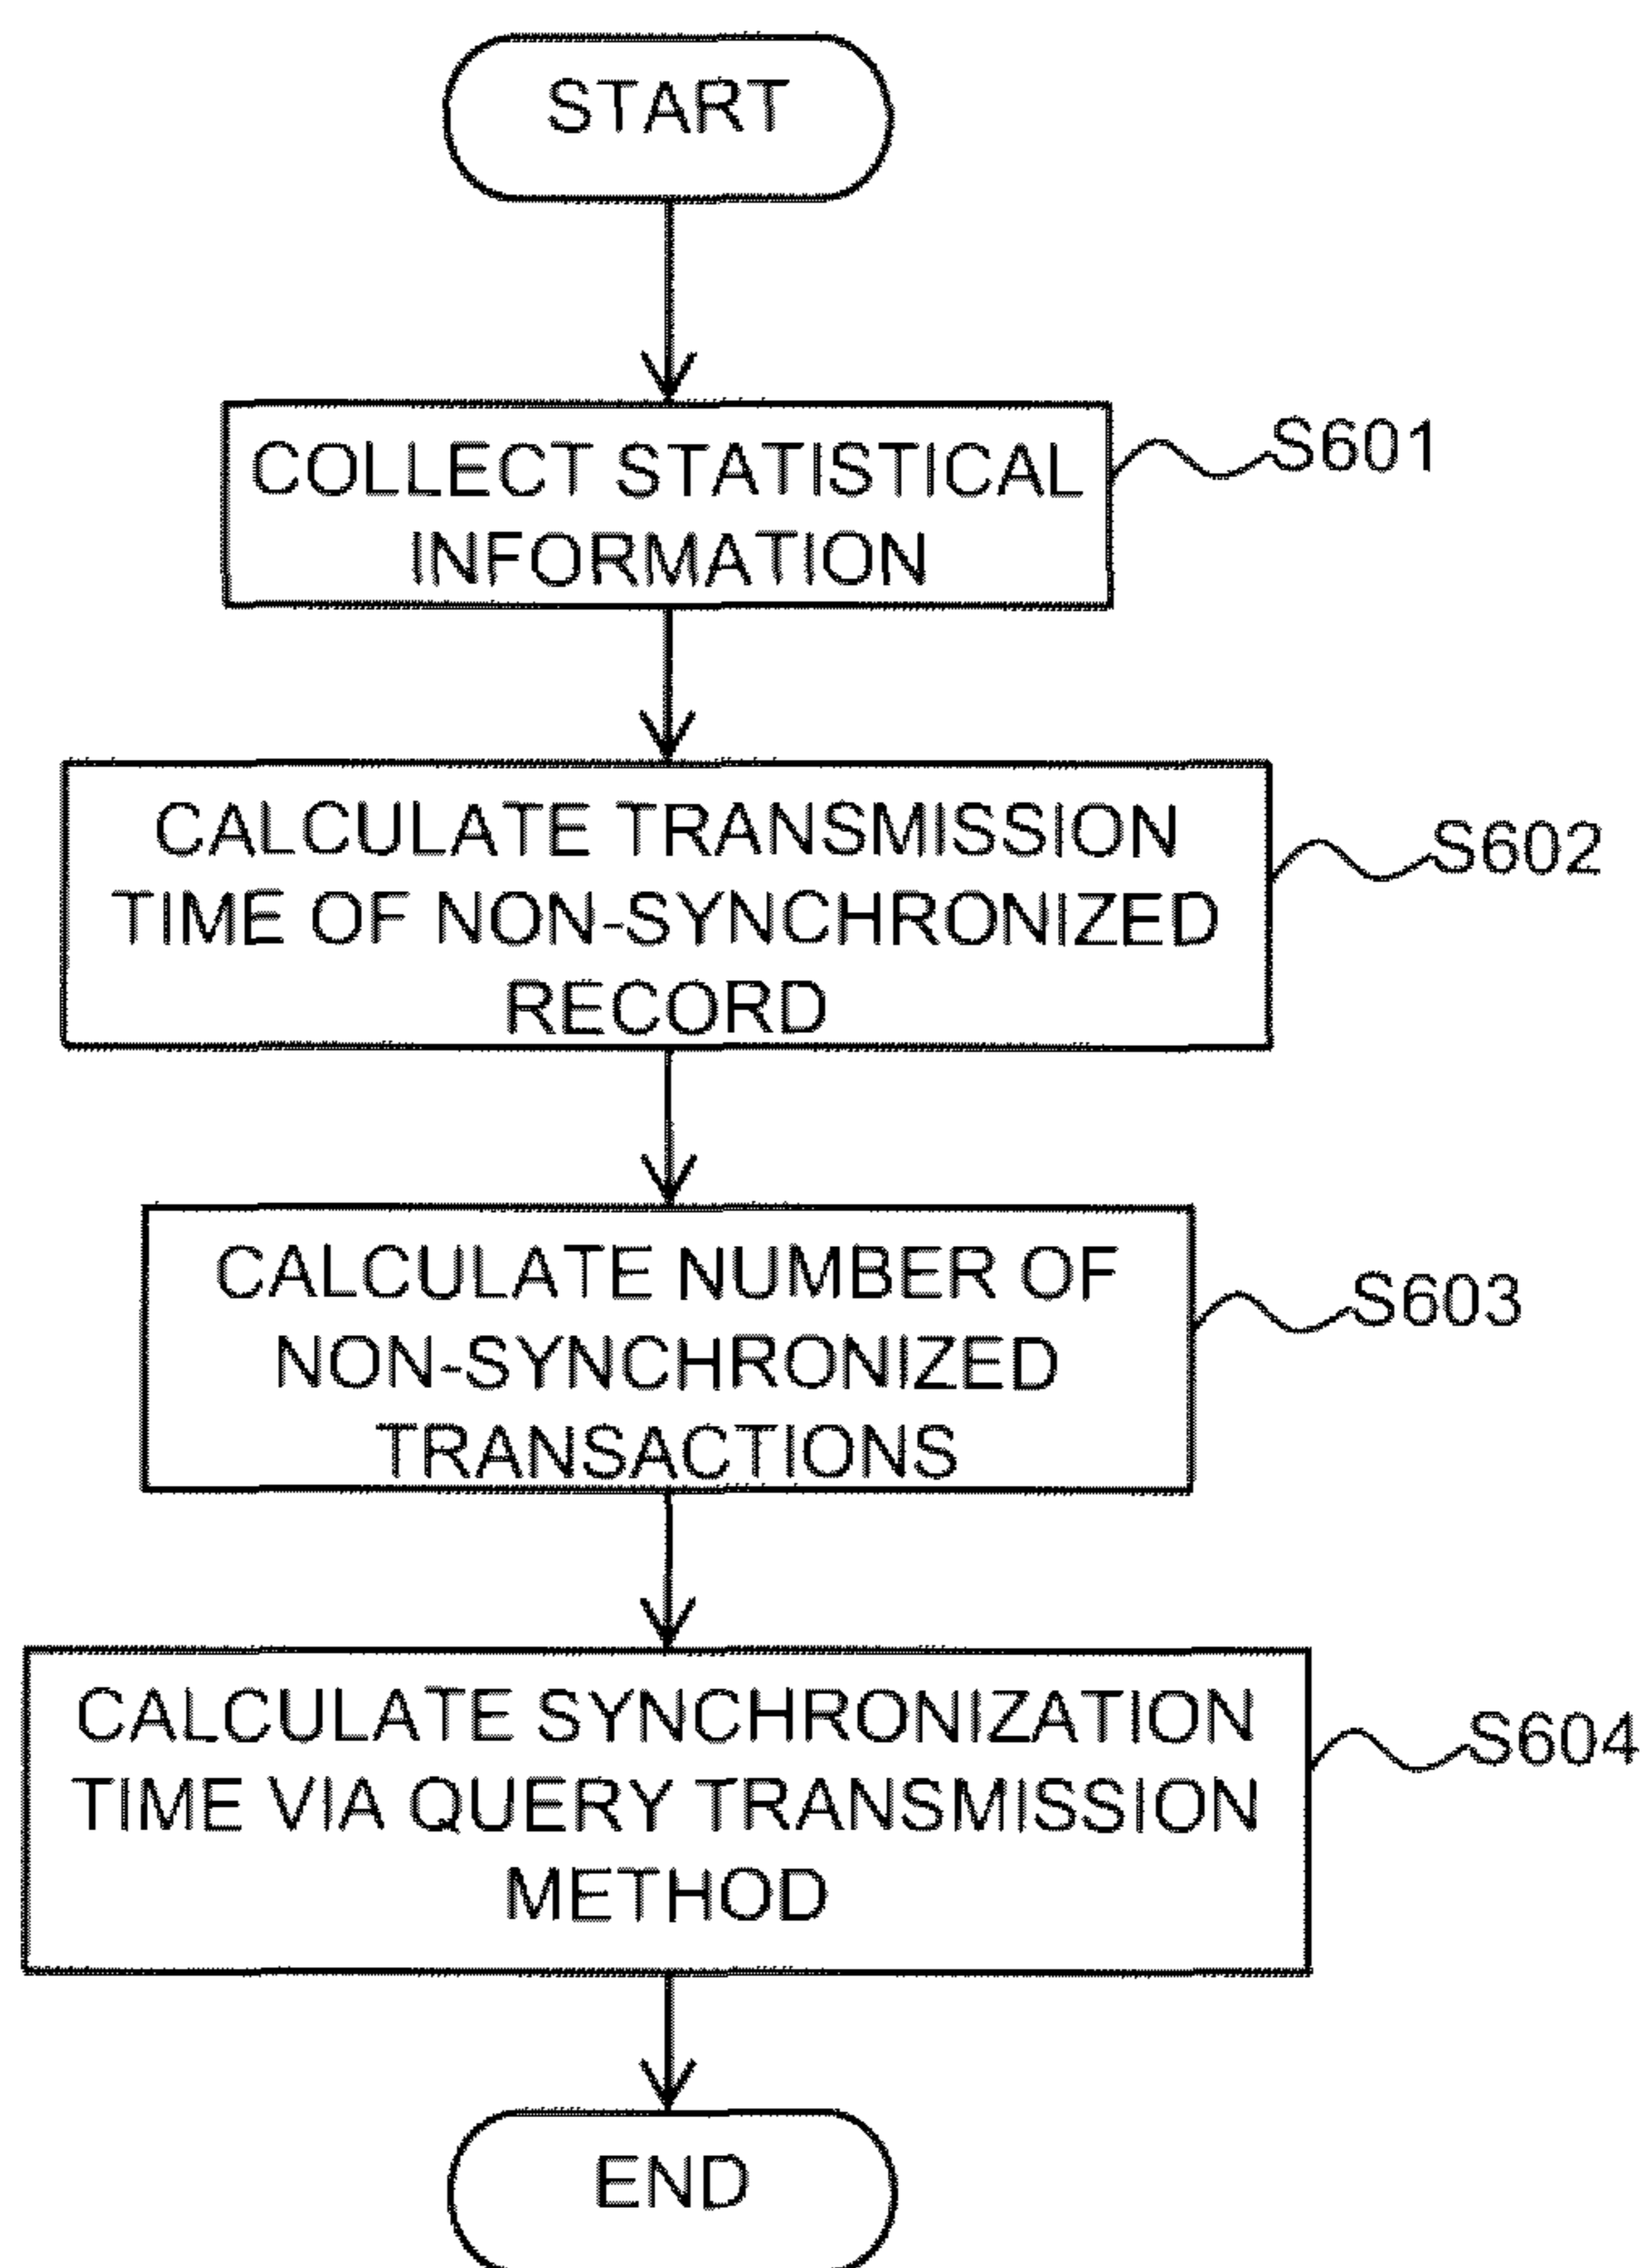 START
COLLECT STATISTICAL
INFORMATION
S601
CALCULATE TRANSMISSION
TIME OF NON-SYNCHRONIZED
RECORD
S602
CALCULATE NUMBER OF
NON-SYNCHRONIZED
TRANSACTIONS
S603
CALCULATE SYNCHRONIZATION
TIME VIA QUERY TRANSMISSION
METHOD
S604
END